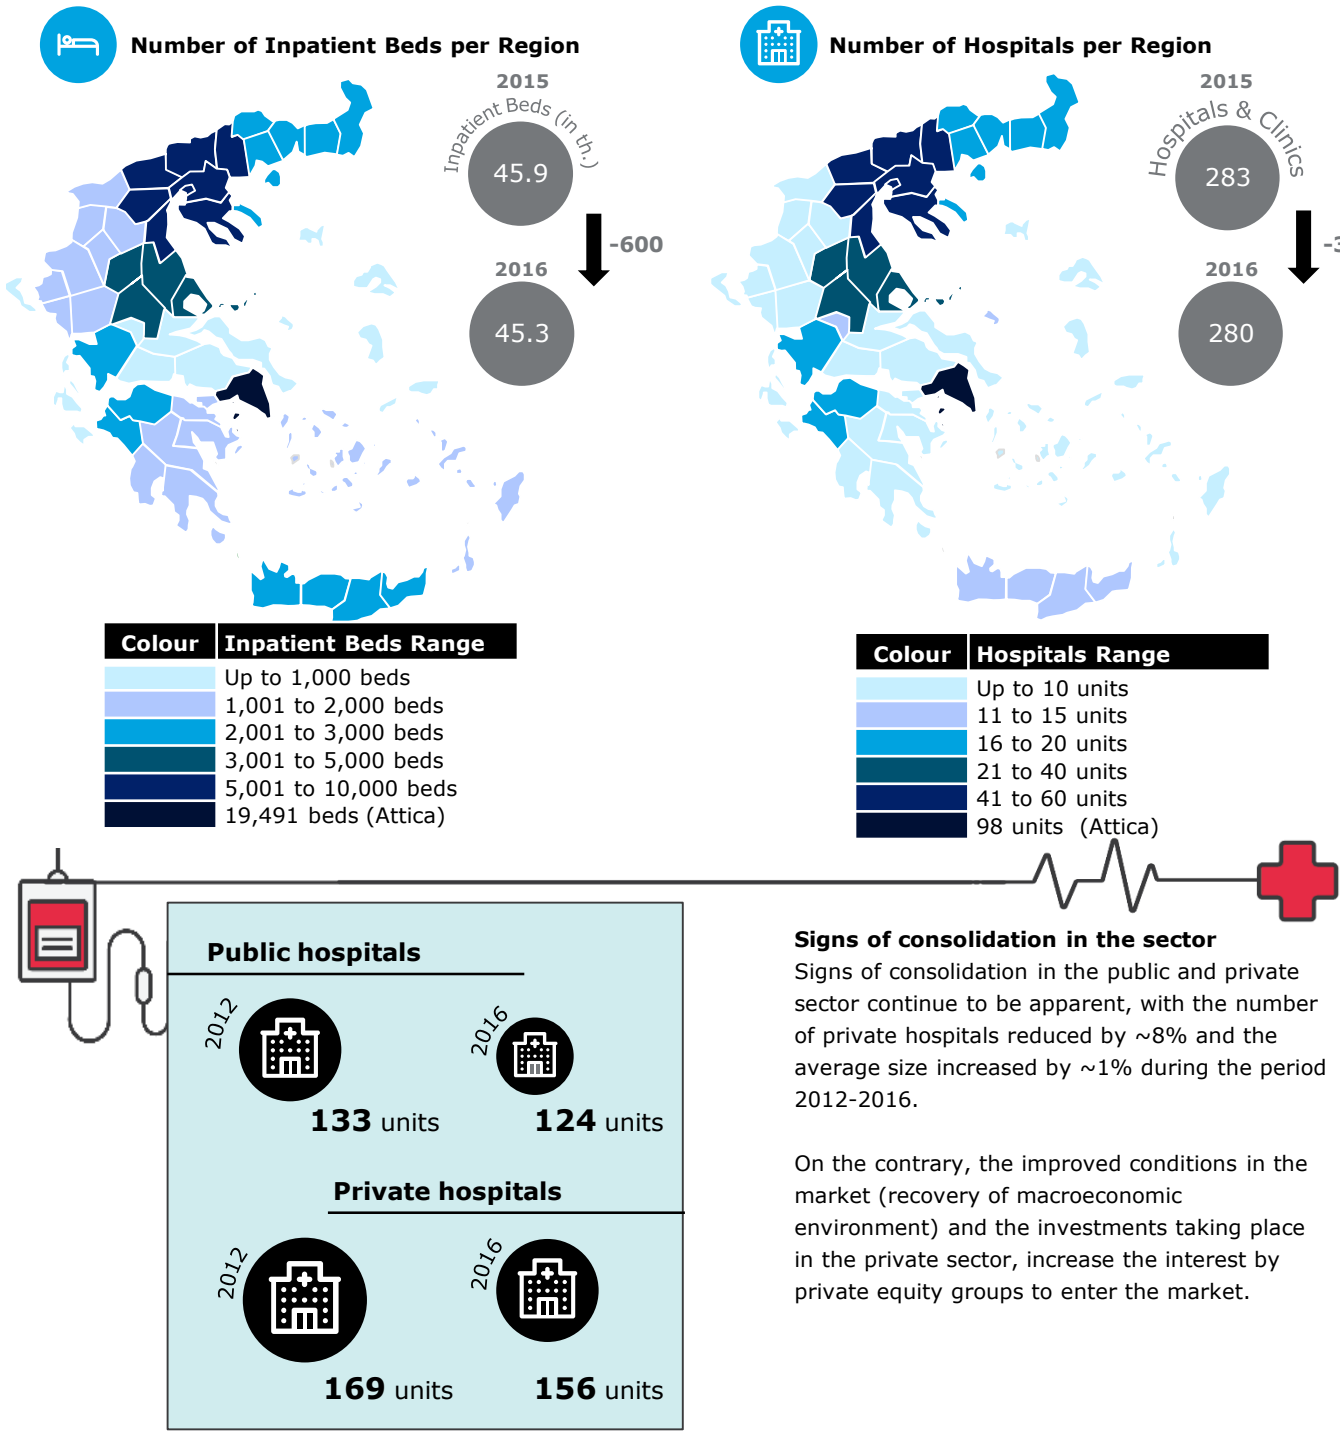 Number of Inpatient Beds per Region
2015
Inpatient Beds (in th.)
45.9
-600
2016
45.3
Colour Inpatient Beds Range
Up to 1,000 beds
1,001 to 2,000 beds
2,001 to 3,000 beds
3,001 to 5,000 beds
5,001 to 10,000 beds
19,491 beds (Attica)
Number of Hospitals per Region
2015
Hospitals & Clinics
283
-3
2016
280
Colour Hospitals Range
Up to 10 units
11 to 15 units
16 to 20 units
21 to 40 units
41 to 60 units
98 units (Attica)
Public hospitals
2012
2016
133 units
124 units
Private hospitals
2012
2016
169 units
156 units
Signs of consolidation in the sector
Signs of consolidation in the public and private
sector continue to be apparent, with the number
of private hospitals reduced by ~8% and the
average size increased by ~1% during the period
2012-2016.
On the contrary, the improved conditions in the
market (recovery of macroeconomic
environment) and the investments taking place
in the private sector, increase the interest by
private equity groups to enter the market.